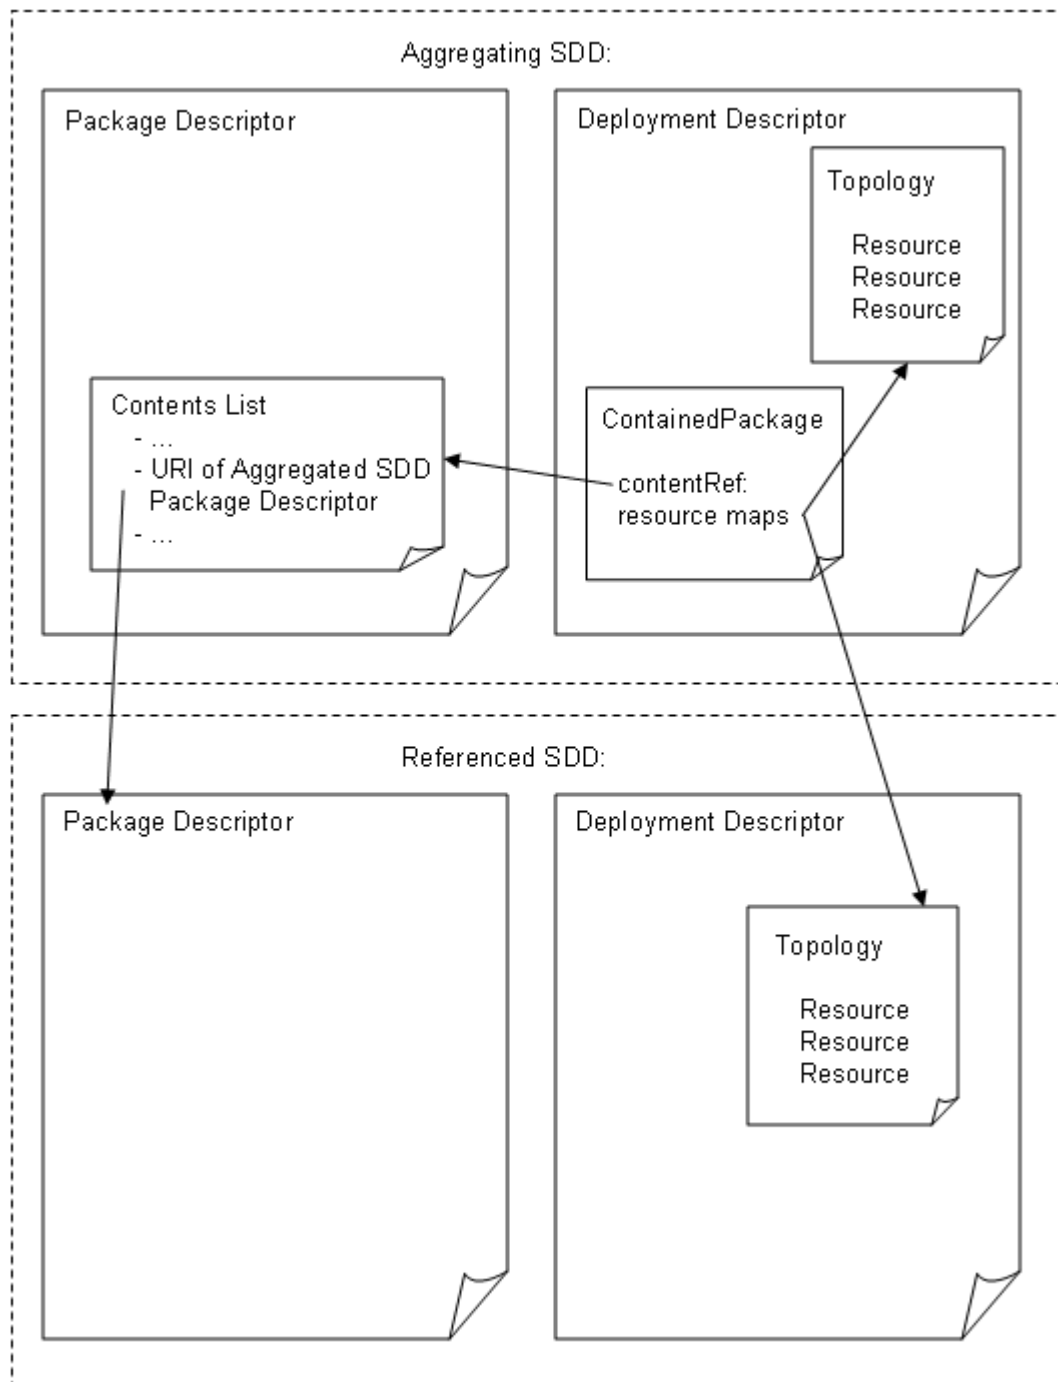 Aggregating SDD:
Package Descriptor
Contents List
- ...
- URI of Aggregated SDD
Package Descriptor
- ...
Deployment Descriptor
Topology
Resource
Resource
Resource
ContainedPackage
contentRef:
resource maps
Referenced SDD:
Package Descriptor
Deployment Descriptor
Topology
Resource
Resource
Resource